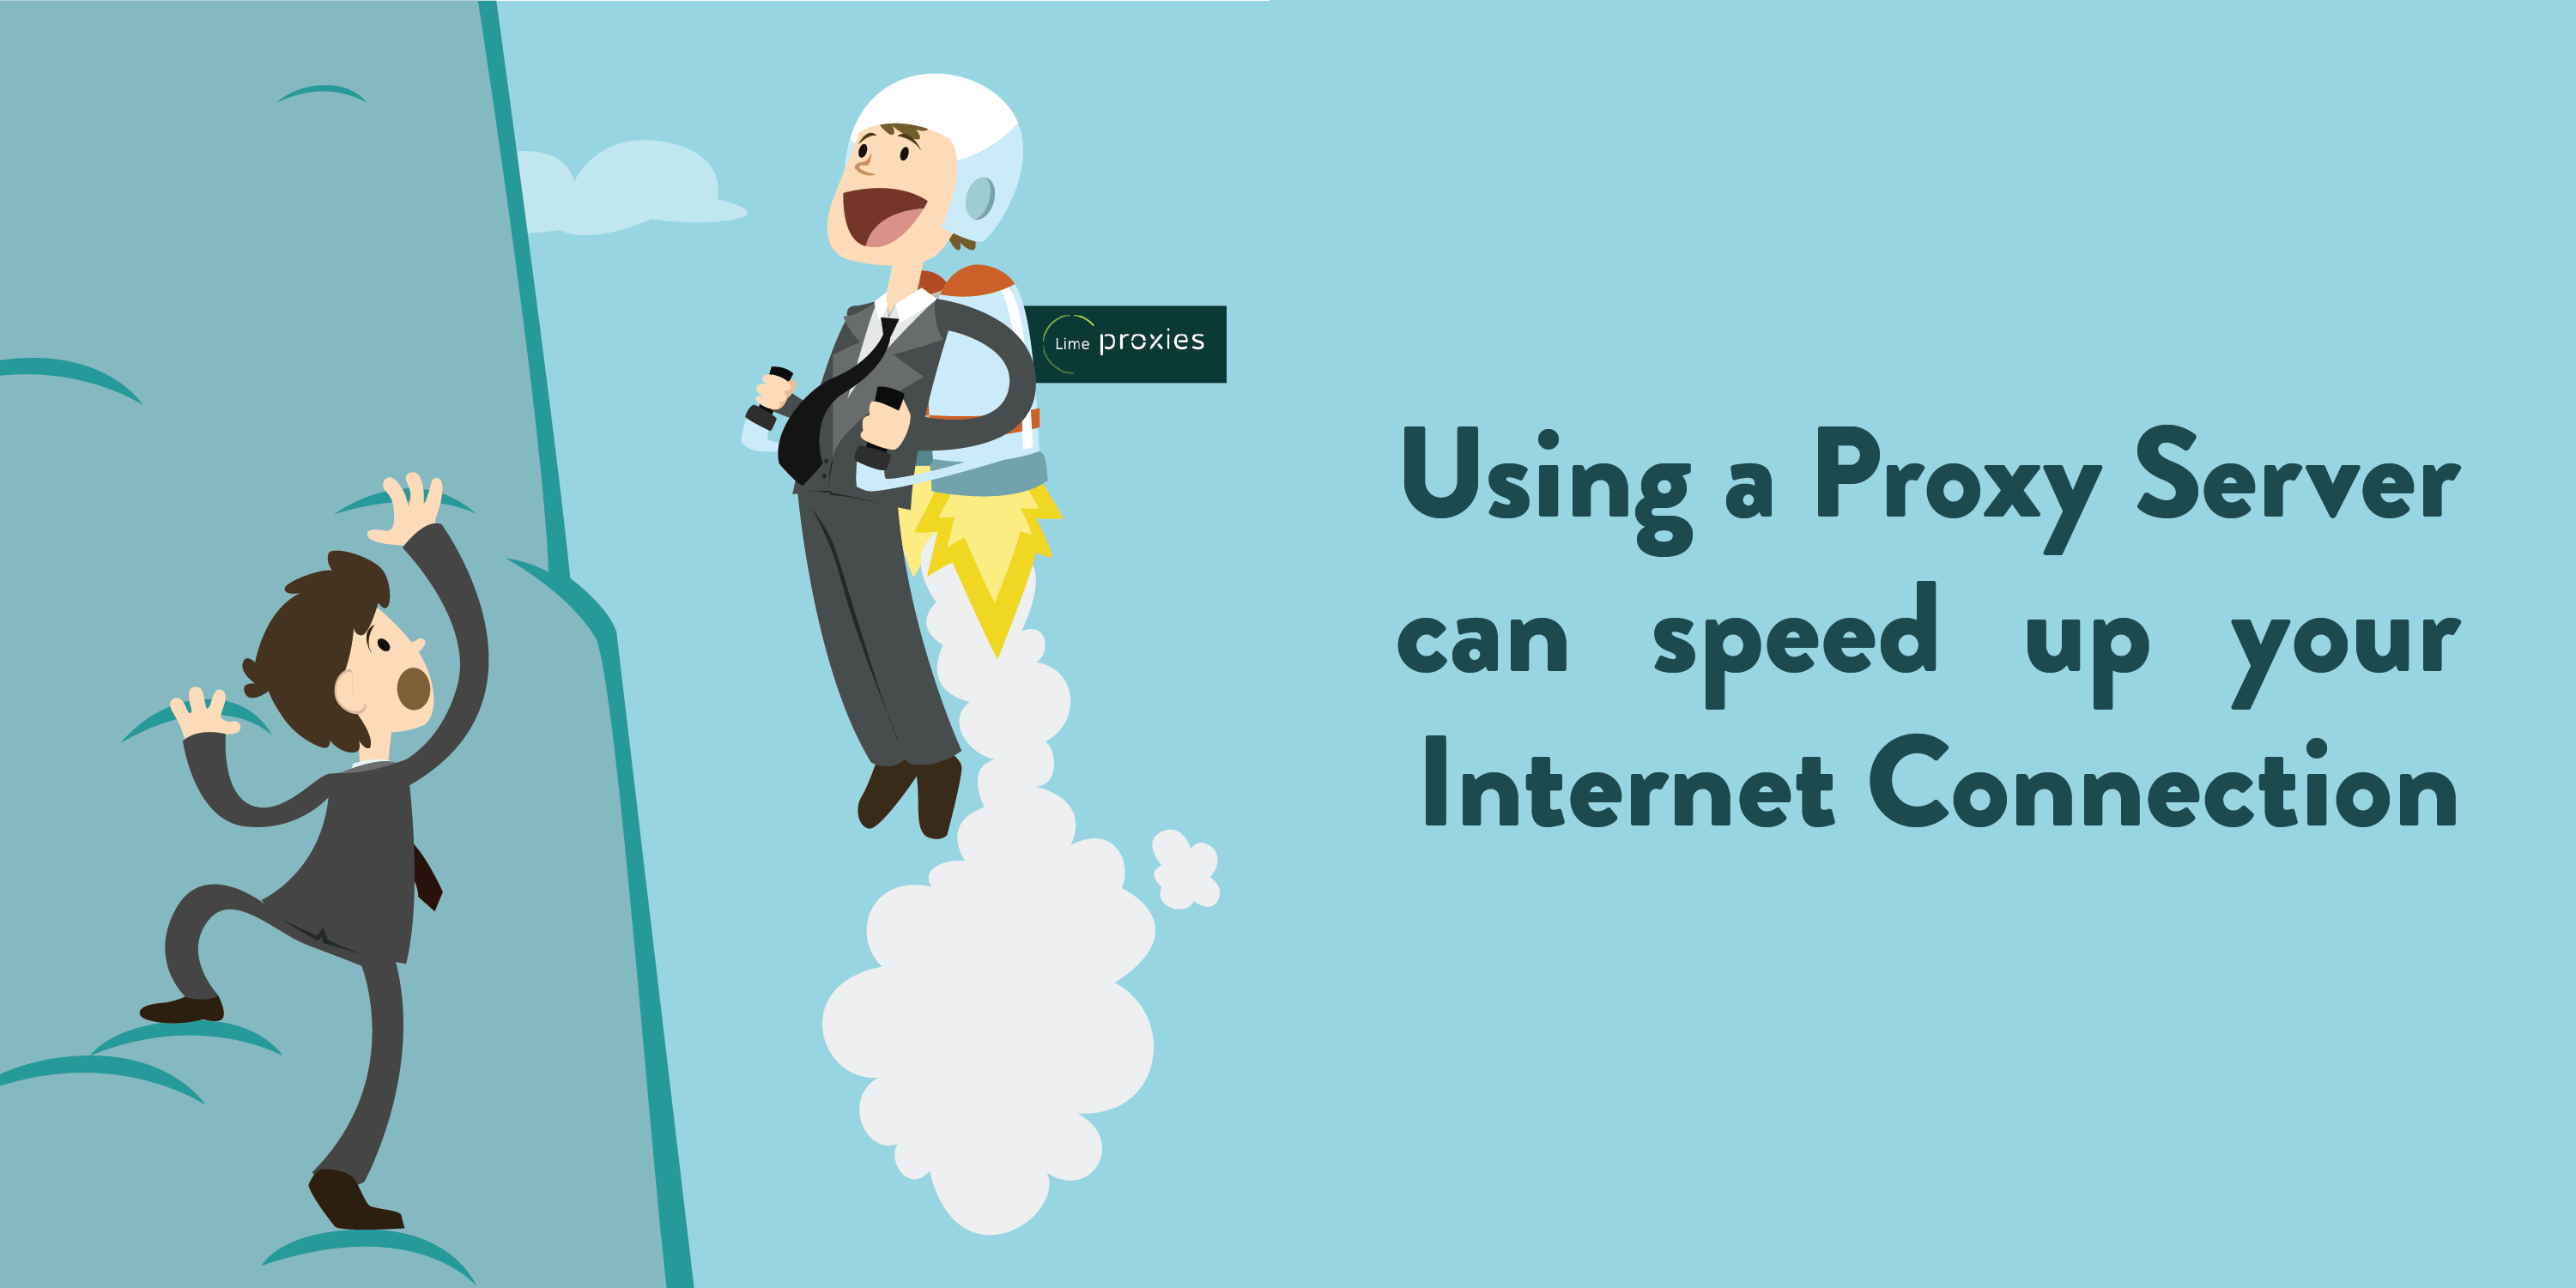 Lime proxies
Using a Proxy Server
can speed up your
Internet Connection